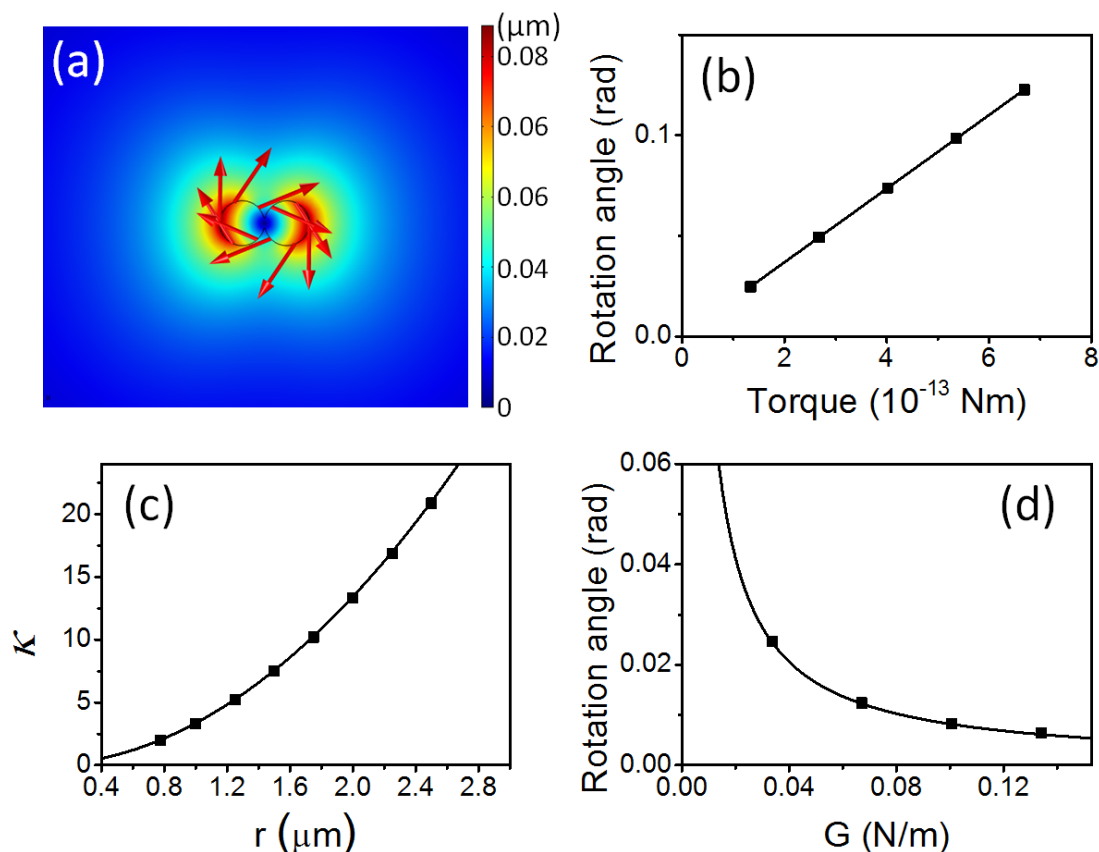 (a)
(μm)
0.08
0.06
0.04
0.02
0
(b)
Rotation angle (rad)
0.1
0.0
0 2 4 6 8
Torque (10⁻¹³ Nm)
(c)
κ
20
15
10
5
0
0.4 0.8 1.2 1.6 2.0 2.4 2.8
r (μm)
(d)
Rotation angle (rad)
0.06
0.04
0.02
0.00
0.00 0.04 0.08 0.12
G (N/m)